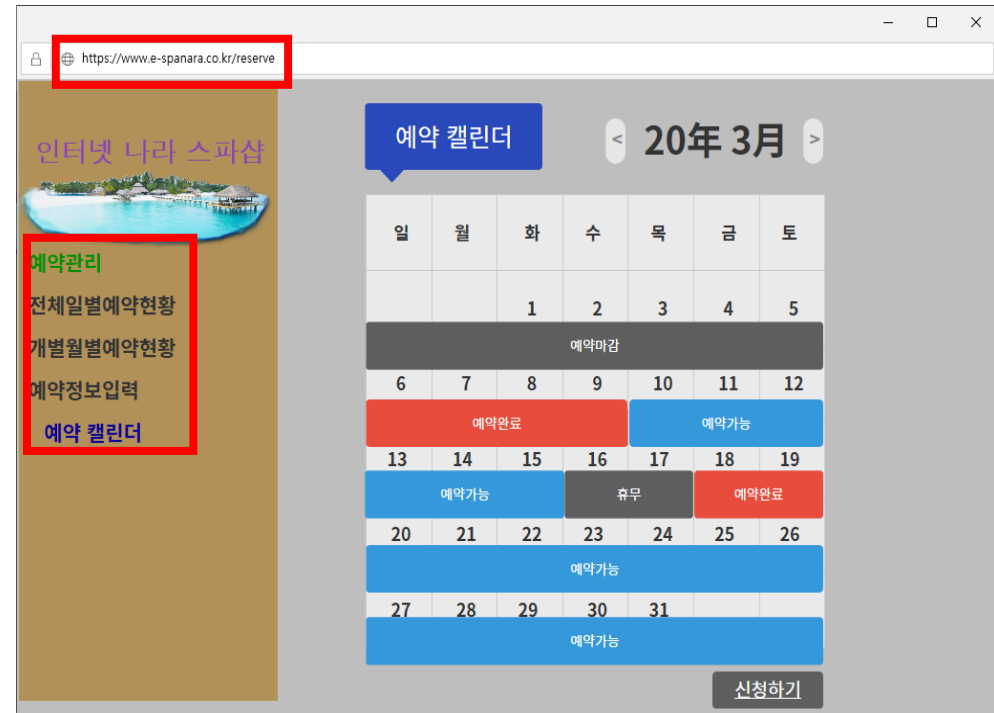 https://www.e-spanara.co.kr/reserve
인터넷 나라 스파샵
예약관리
전체일별예약현황
개별월별예약현황
예약정보입력
예약 캘린더
예약 캘린더
< 20年 3月 >
일 월 화 수 목 금 토
1 2 3 4 5
예약마감
6 7 8 9 10 11 12
예약완료 예약가능
13 14 15 16 17 18 19
예약가능 휴무 예약완료
20 21 22 23 24 25 26
예약가능
27 28 29 30 31
예약가능
신청하기